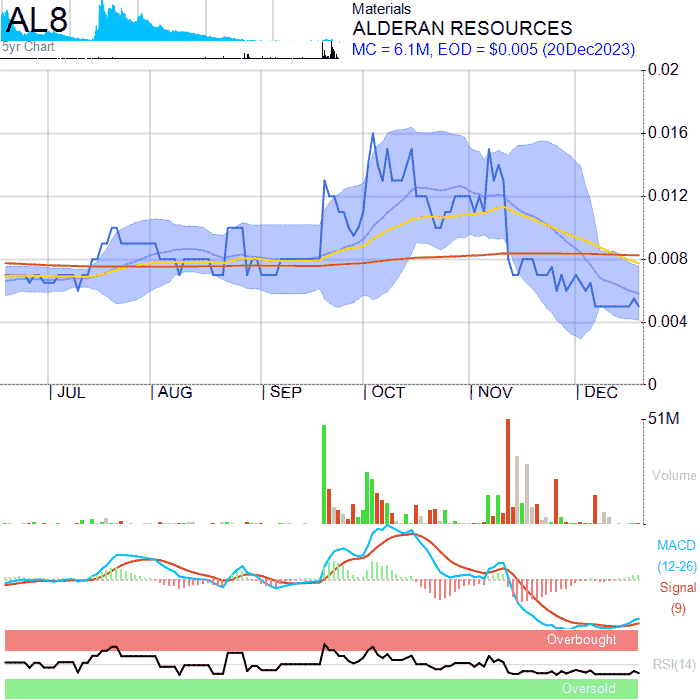 AL8
5yr Chart
Materials
ALDERAN RESOURCES
MC = 6.1M, EOD = $0.005 (20Dec2023)
0.02
0.016
0.012
0.008
0.004
0
JUL AUG SEP OCT NOV DEC
51M
Volume
MACD
(12-26)
Signal
(9)
Overbought
RSI(14)
Oversold